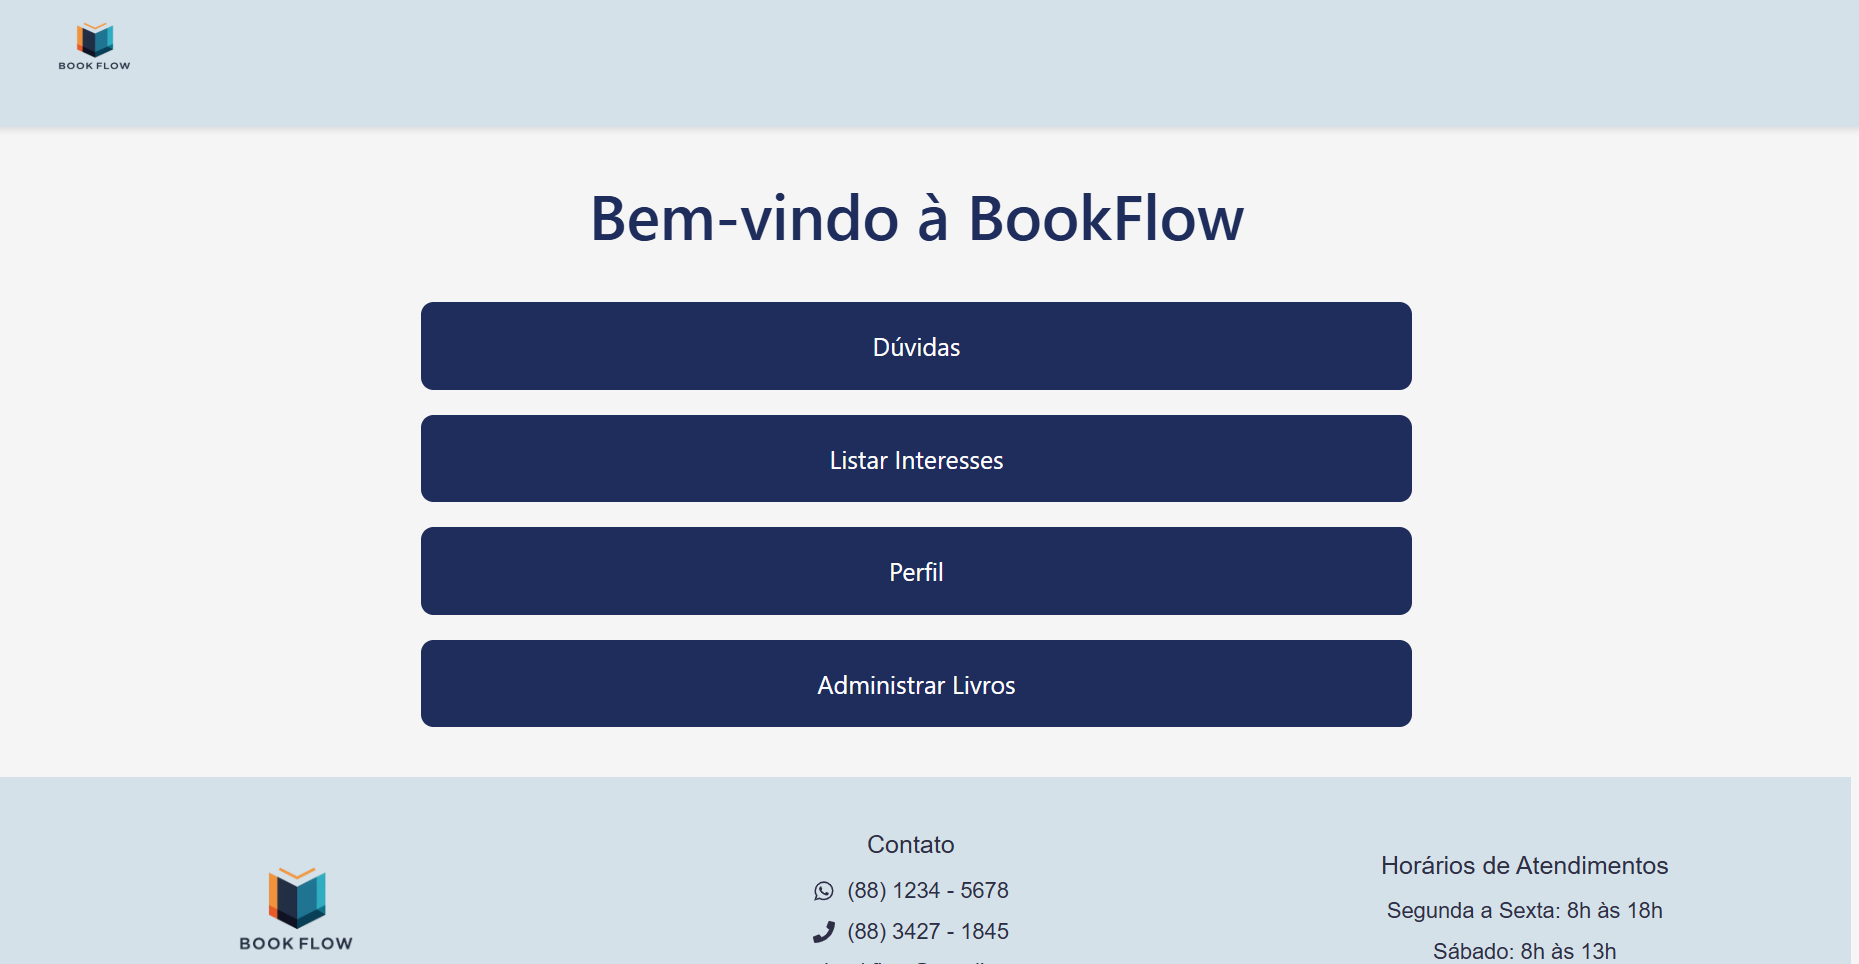 BOOK FLOW
Bem-vindo à BookFlow
Dúvidas
Listar Interesses
Perfil
Administrar Livros
BOOK FLOW
Contato
(88) 1234 - 5678
(88) 3427 - 1845
Horários de Atendimentos
Segunda a Sexta: 8h às 18h
Sábado: 8h às 13h